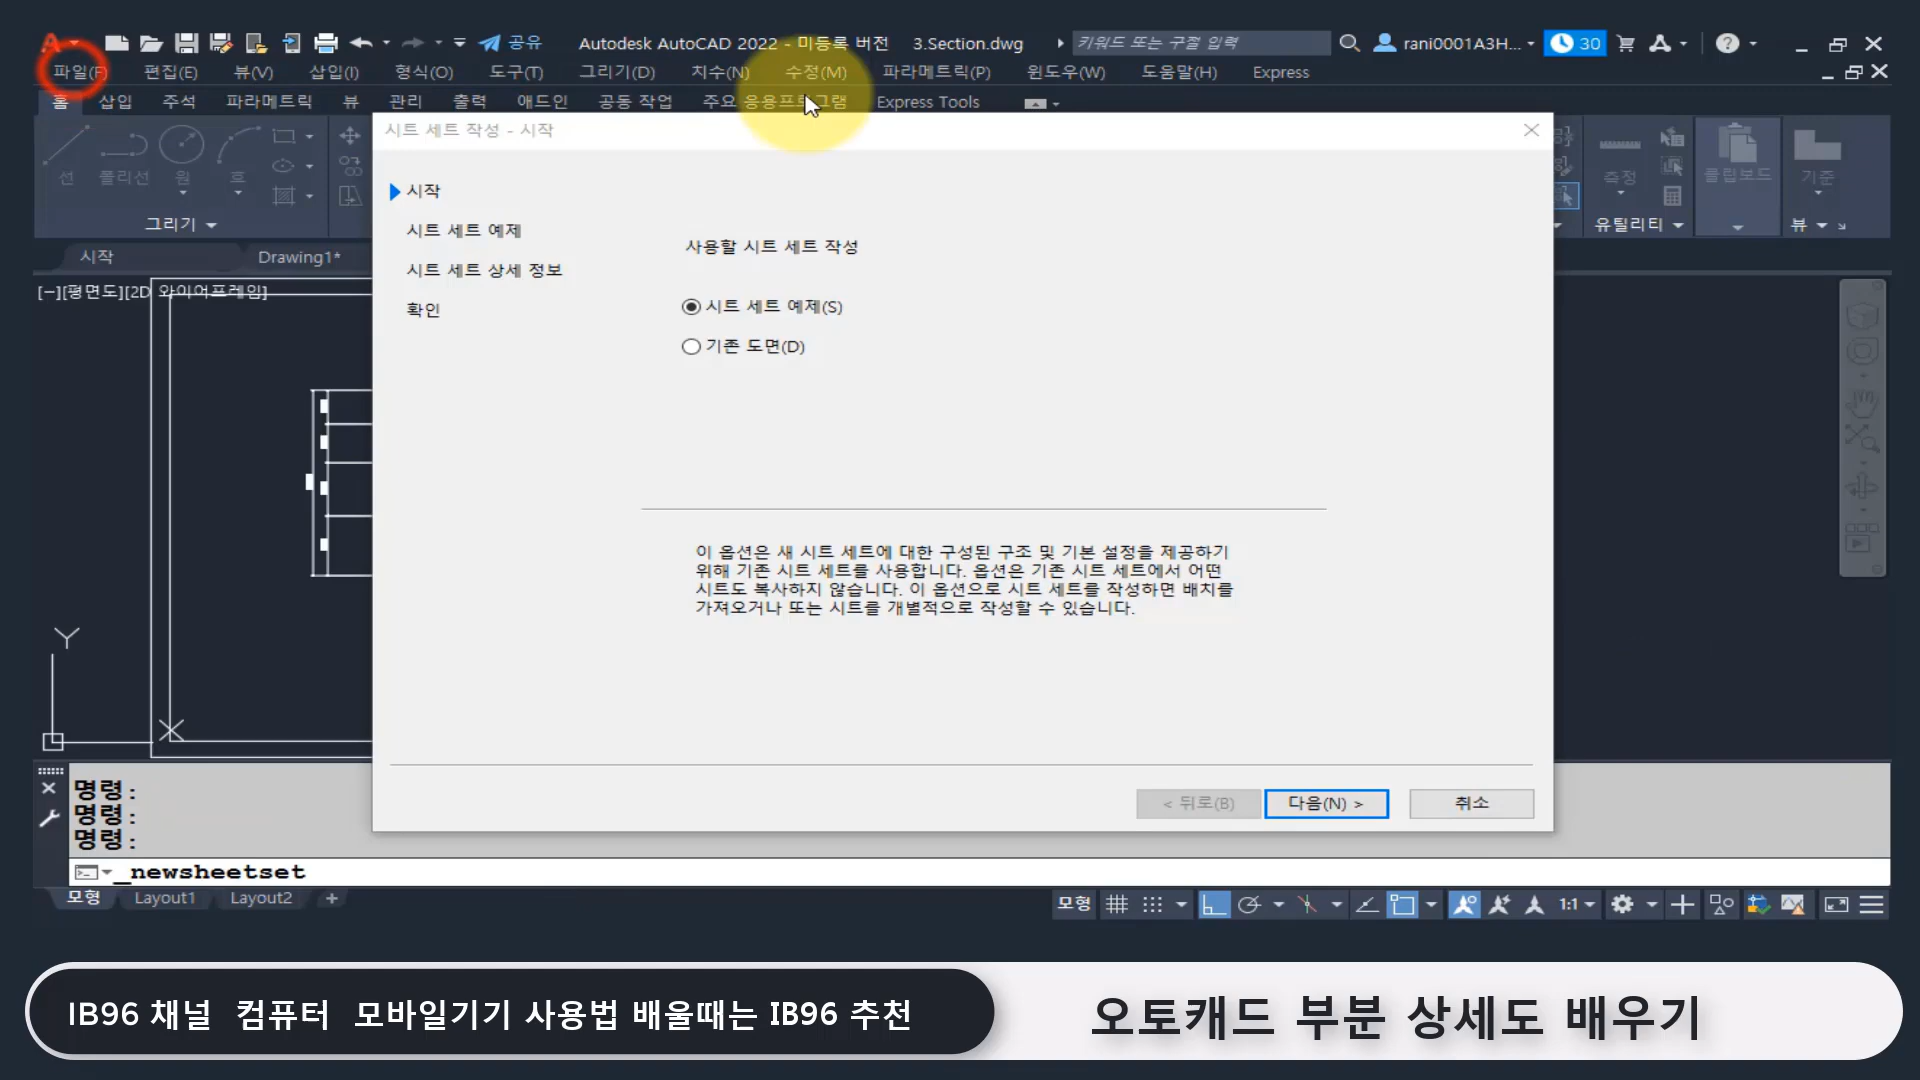 공유
Autodesk AutoCAD 2022 - 미등록 버전 3.Section.dwg
키워드 또는 구절 입력
rani0001A3H...
30
파일(F) 편집(E) 뷰(V) 삽입(I) 형식(O) 도구(T) 그리기(D) 치수(N) 수정(M) 파라메트릭(P) 윈도우(W) 도움말(H) Express
홈 삽입 주석 파라메트릭 뷰 관리 출력 애드인 공동 작업 주요 응용프로그램 Express Tools
시트 세트 작성 - 시작
선 폴리선 원 호
측정 클립보드 기준
그리기
유틸리티 뷰
시작 Drawing1*
[−][평면도][2D 와이어프레임]
시작
시트 세트 예제
시트 세트 상세 정보
확인
사용할 시트 세트 작성
시트 세트 예제(S)
기존 도면(D)
이 옵션은 새 시트 세트에 대한 구성된 구조 및 기본 설정을 제공하기
위해 기존 시트 세트를 사용합니다. 옵션은 기존 시트 세트에서 어떤
시트도 복사하지 않습니다. 이 옵션으로 시트 세트를 작성하면 배치를
가져오거나 또는 시트를 개별적으로 작성할 수 있습니다.
< 뒤로(B) 다음(N) > 취소
Y
X
명령:
명령:
명령:
_newsheetset
모형 Layout1 Layout2 +
모형 1:1
IB96 채널 컴퓨터 모바일기기 사용법 배울때는 IB96 추천
오토캐드 부분 상세도 배우기